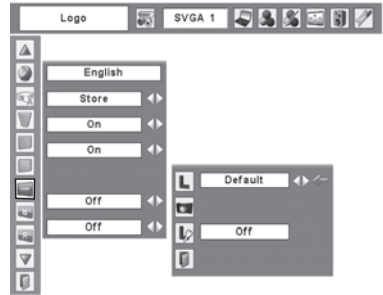 Logo
SVGA 1
English
Store
On
On
Default
Off
Off
Off